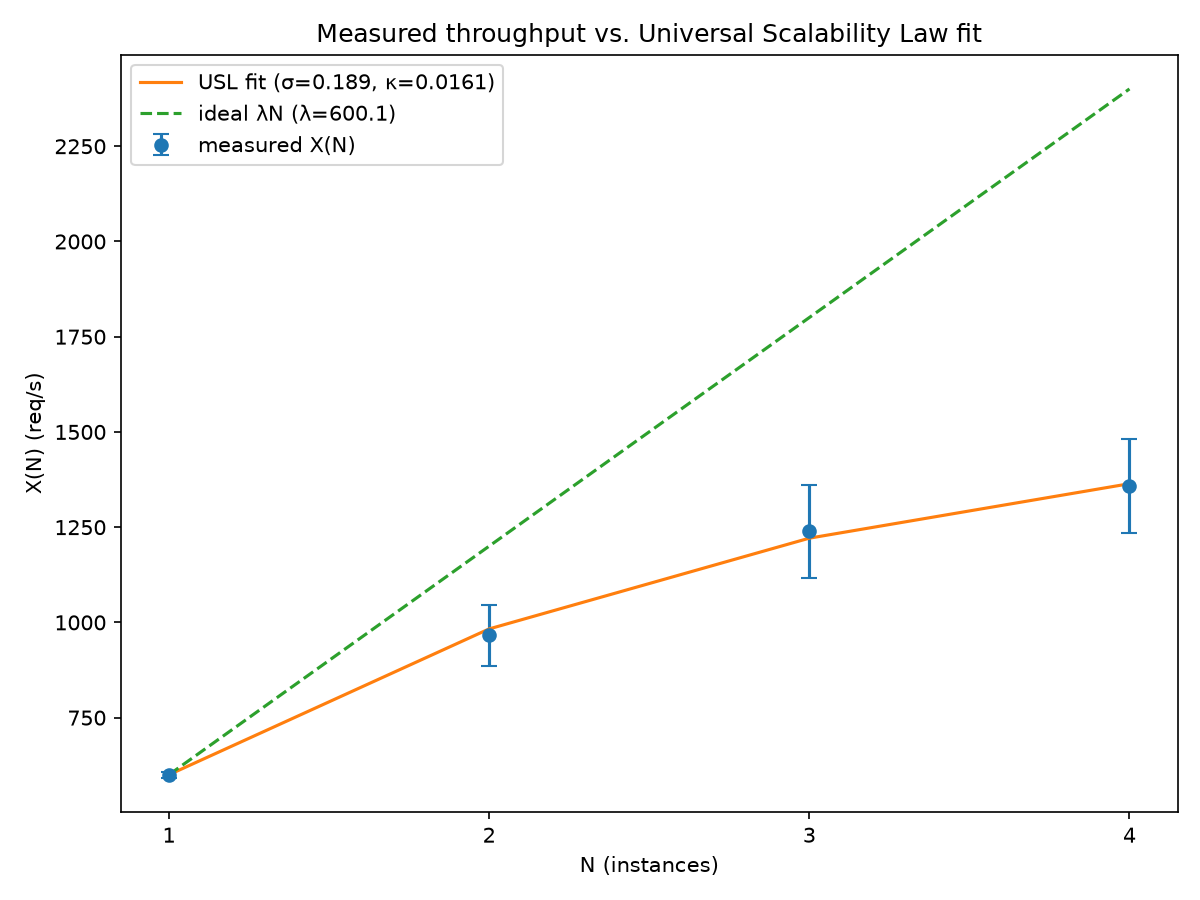 Measured throughput vs. Universal Scalability Law fit
USL fit (σ=0.189, κ=0.0161)
ideal λN (λ=600.1)
measured X(N)
2250
2000
1750
1500
1250
1000
750
X(N) (req/s)
1 2 3 4
N (instances)